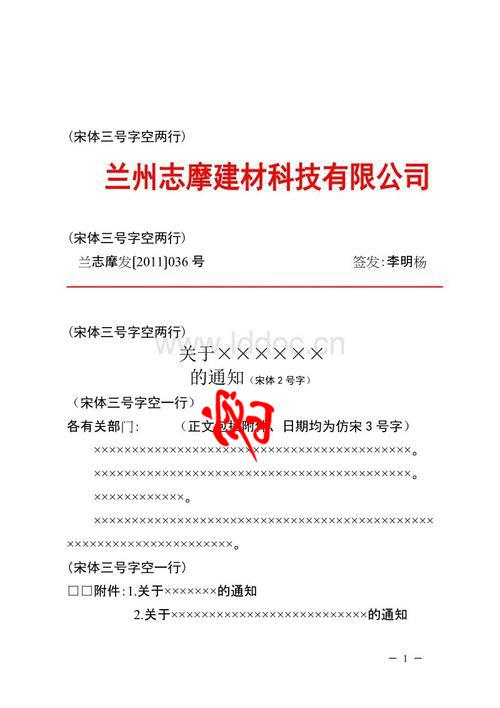 (宋体三号字空两行)
兰州志摩建材科技有限公司
(宋体三号字空两行)
兰志摩发[2011]036 号 签发:李明杨
(宋体三号字空两行)
www.lddoc.cn
关于××××××
的通知(宋体 2 号字)
(宋体三号字空一行)
各有关部门: (正文包括附件、日期均为仿宋 3 号字)
××××××××××××××××××××××××××××××××××××××××××。
××××××××××××××××××××××××××××××××××××××××××。
××××××××××××。
×××××××××××××××××××××××××××××××××××××××××××××
××××××××××××××××××××××。
(宋体三号字空一行)
□□附件:1.关于×××××××的通知
2.关于××××××××××××××××××××××××××的通知
－ 1 －